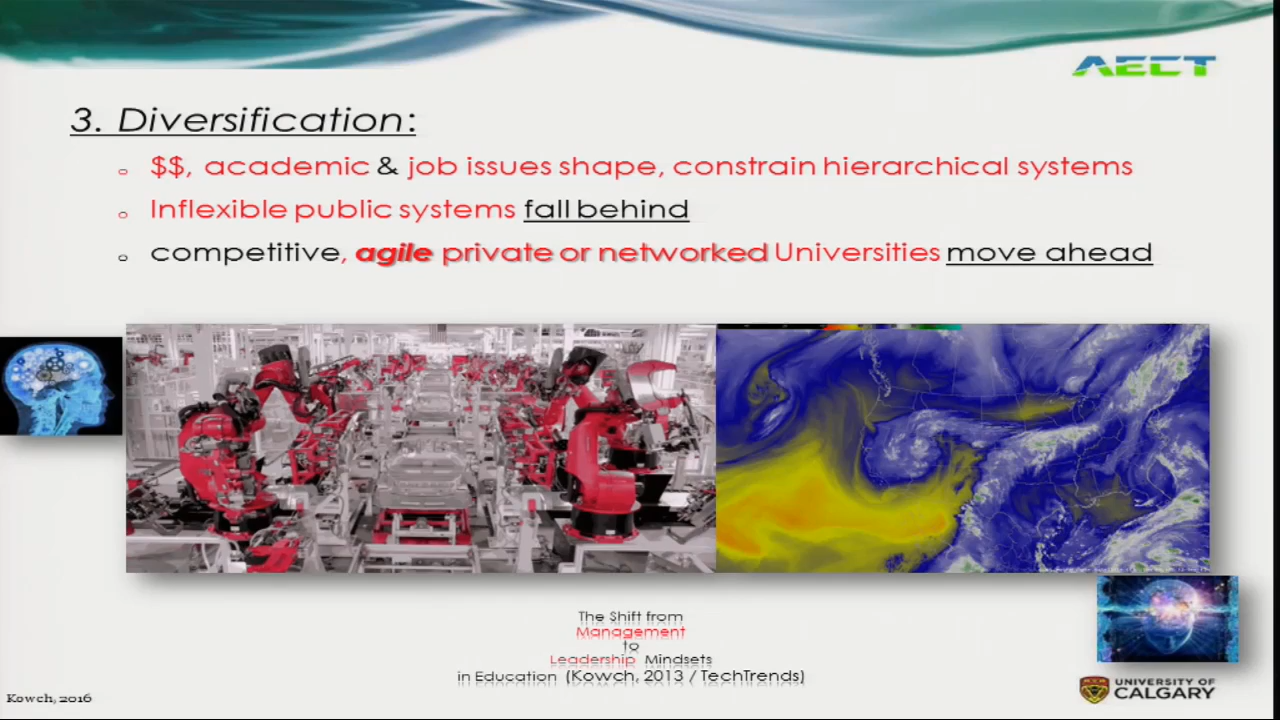 AECT
3. Diversification:
$$, academic & job issues shape, constrain hierarchical systems
Inflexible public systems fall behind
competitive, agile private or networked Universities move ahead
The Shift from
Management
to
Leadership Mindsets
in Education (Kowch, 2013 / TechTrends)
Kowch, 2016
UNIVERSITY OF
CALGARY